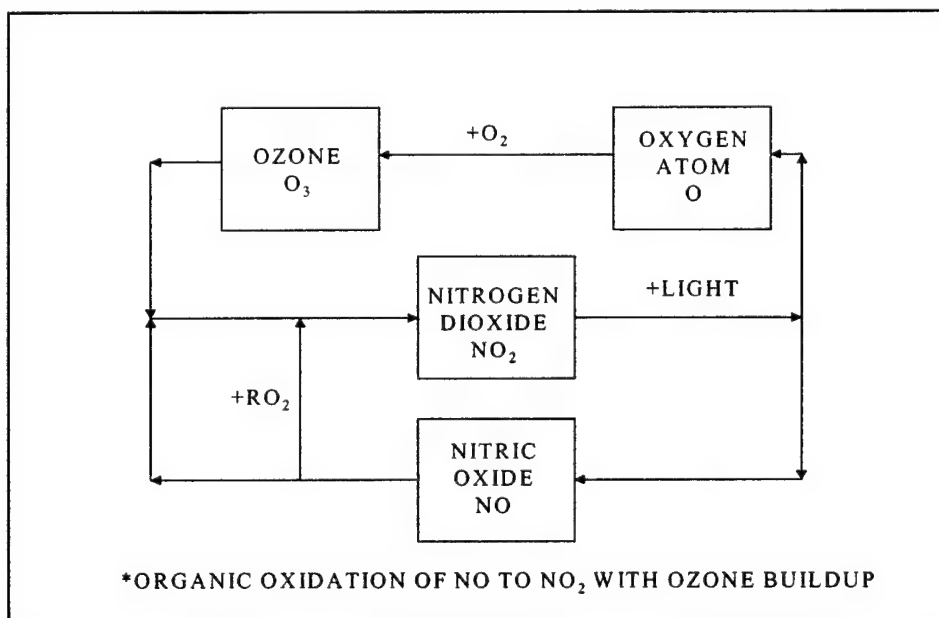 +O₂
OZONE
O₃
OXYGEN
ATOM
O
NITROGEN
DIOXIDE
NO₂
+LIGHT
+RO₂
NITRIC
OXIDE
NO
*ORGANIC OXIDATION OF NO TO NO₂ WITH OZONE BUILDUP